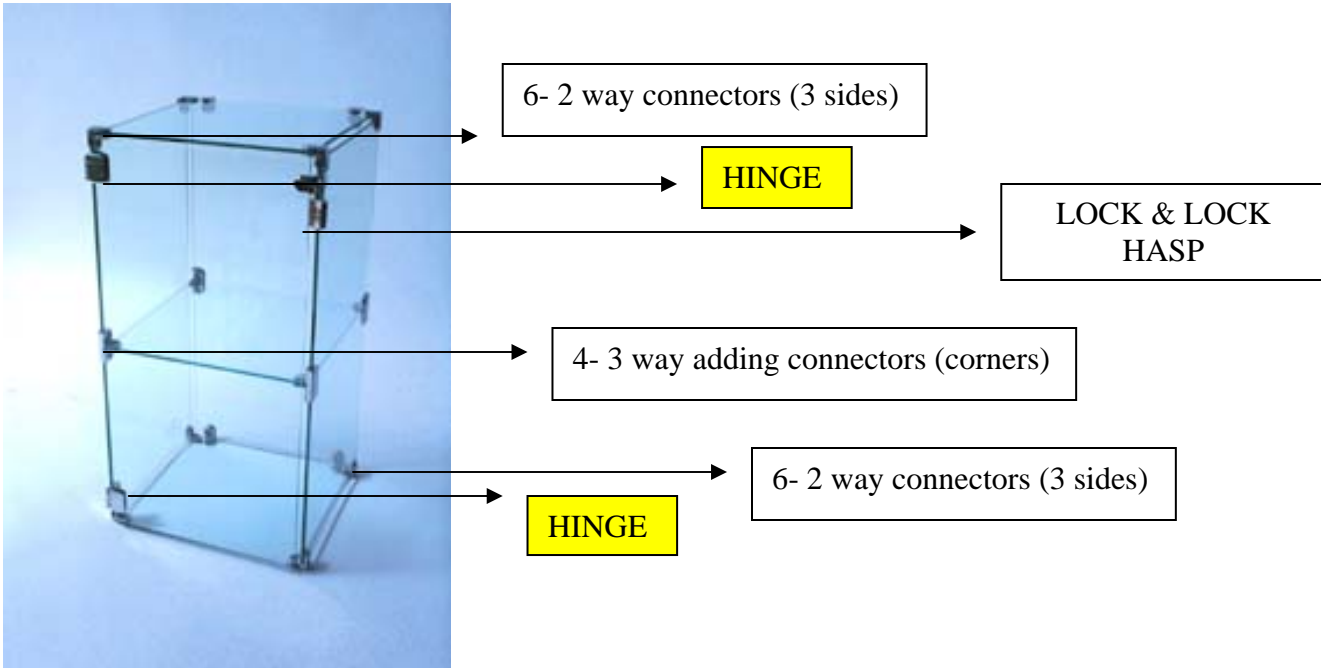 6- 2 way connectors (3 sides)
HINGE
LOCK & LOCK
HASP
4- 3 way adding connectors (corners)
6- 2 way connectors (3 sides)
HINGE